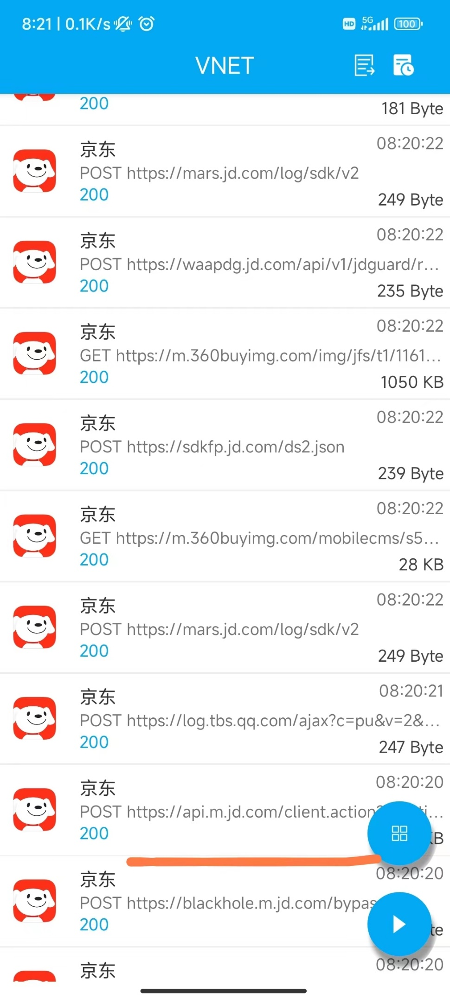 8:21 | 0.1K/s HD 5G 100
VNET
200
181 Byte
京东 08:20:22
POST https://mars.jd.com/log/sdk/v2
200
249 Byte
京东 08:20:22
POST https://waapdg.jd.com/api/v1/jdguard/r...
200
235 Byte
京东 08:20:22
GET https://m.360buyimg.com/img/jfs/t1/1161...
200
1050 KB
京东 08:20:22
POST https://sdkfp.jd.com/ds2.json
200
239 Byte
京东 08:20:22
GET https://m.360buyimg.com/mobilecms/s5...
200
28 KB
京东 08:20:22
POST https://mars.jd.com/log/sdk/v2
200
249 Byte
京东 08:20:21
POST https://log.tbs.qq.com/ajax?c=pu&v=2&...
200
247 Byte
京东 08:20:20
POST https://api.m.jd.com/client.action
200
KB
京东 08:20:20
POST https://blackhole.m.jd.com/bypas
200
te
京东 08:20:20